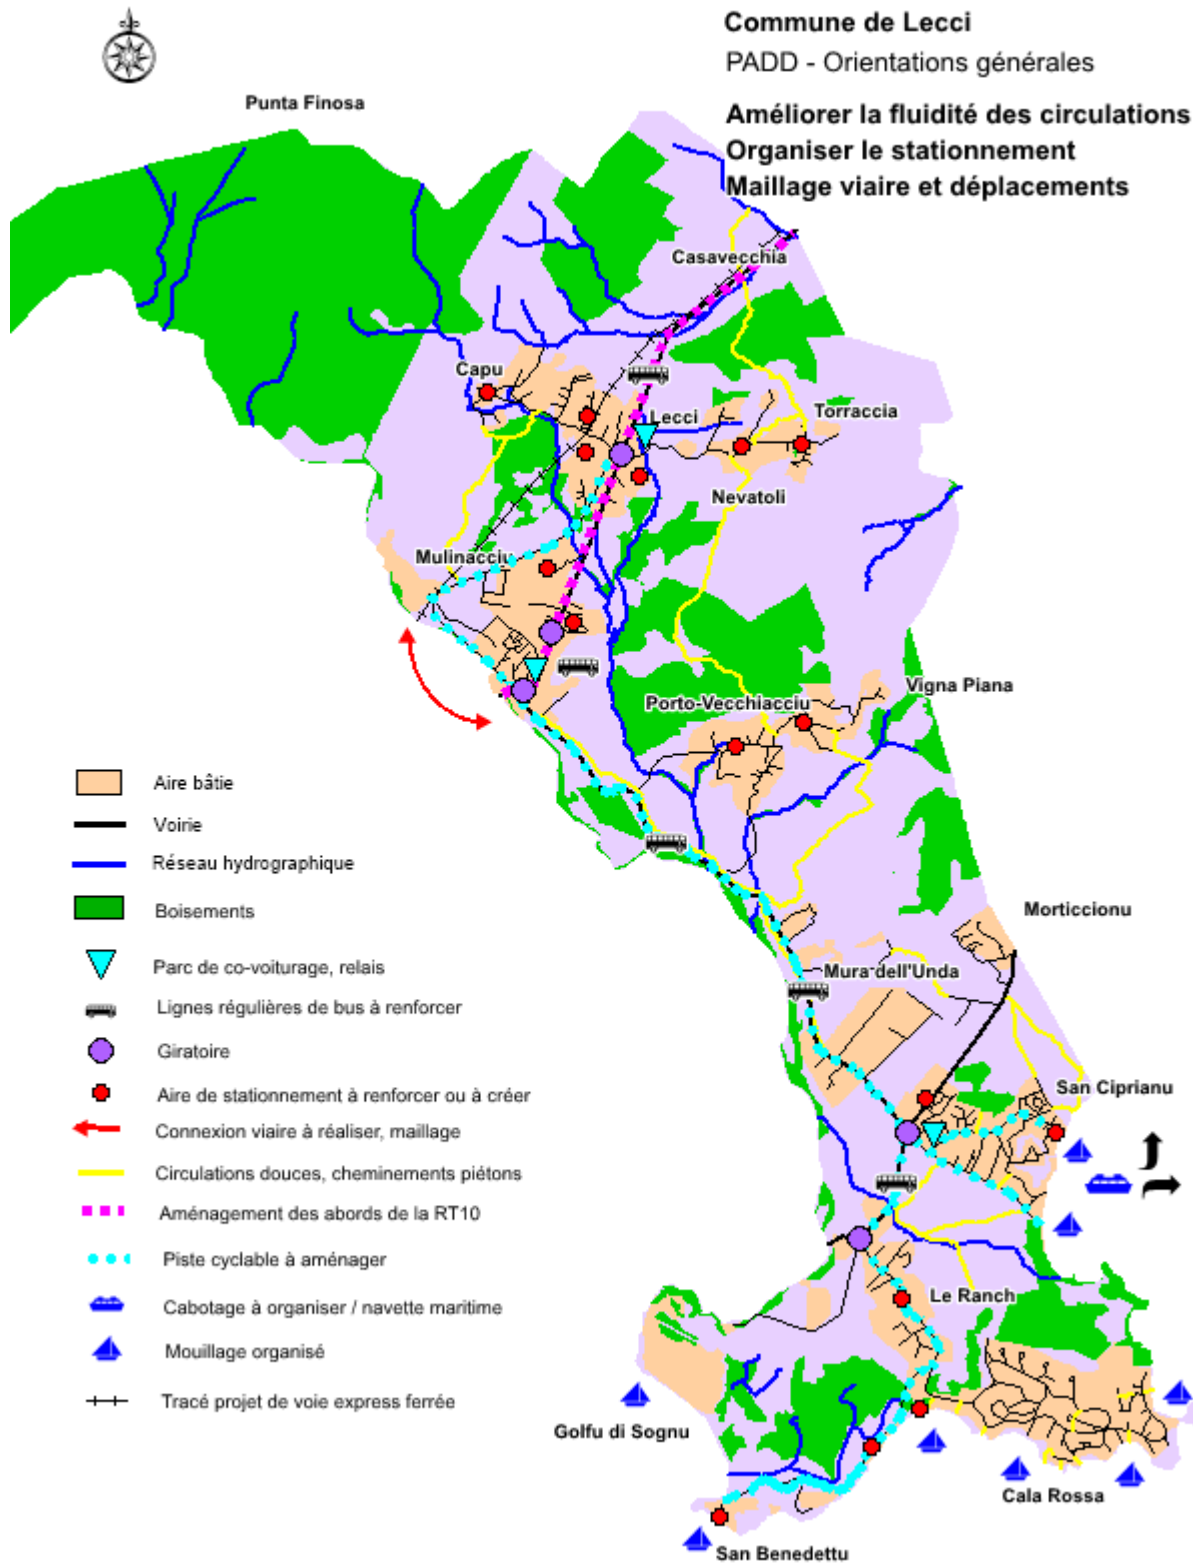 Commune de Lecci
PADD - Orientations générales
Améliorer la fluidité des circulations
Organiser le stationnement
Maillage viaire et déplacements
Punta Finosa
Casavecchia
Capu
Lecci
Torraccia
Nevatoli
Mulinacciu
Porto-Vecchiacciu
Vigna Piana
Morticcionu
Mura dell'Unda
San Ciprianu
Le Ranch
Golfu di Sognu
Cala Rossa
San Benedettu
Aire bâtie
Voirie
Réseau hydrographique
Boisements
Parc de co-voiturage, relais
Lignes régulières de bus à renforcer
Giratoire
Aire de stationnement à renforcer ou à créer
Connexion viaire à réaliser, maillage
Circulations douces, cheminements piétons
Aménagement des abords de la RT10
Piste cyclable à aménager
Cabotage à organiser / navette maritime
Mouillage organisé
Tracé projet de voie express ferrée